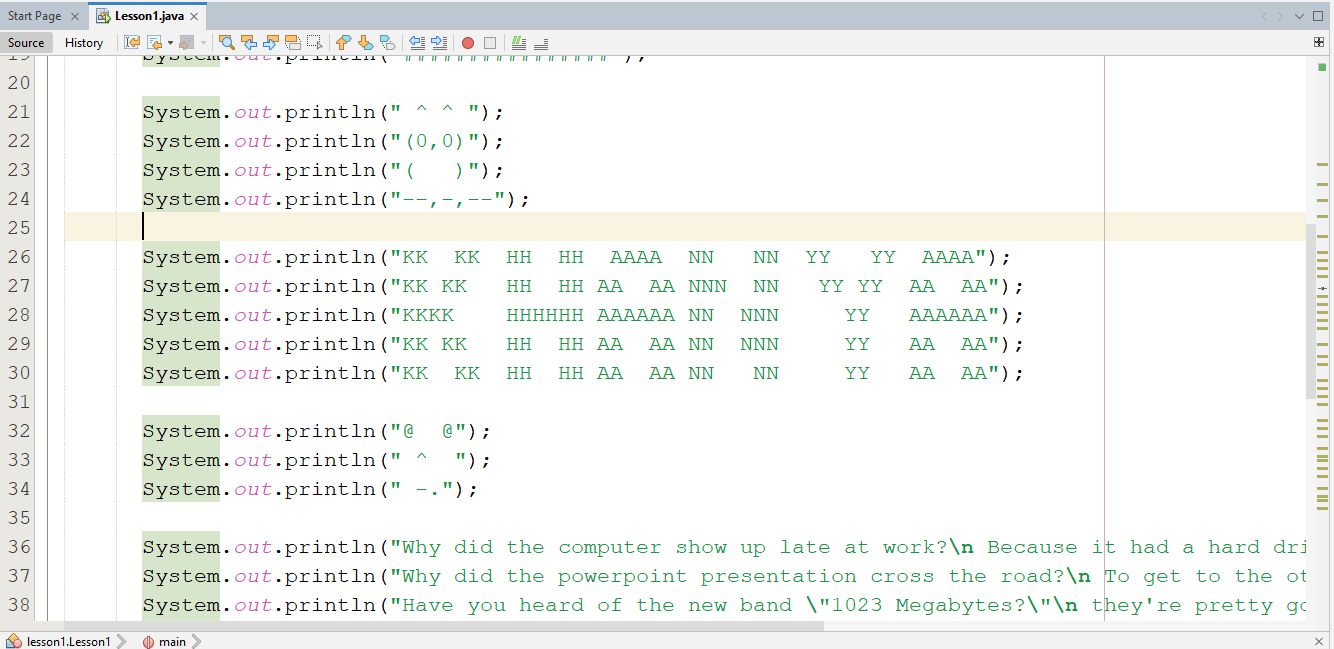 Start Page × Lesson1.java ×
Source History
19 System.out.println("################");
20
21 System.out.println(" ^ ^ ");
22 System.out.println("(0,0)");
23 System.out.println("(   )");
24 System.out.println("--,-,--");
25
26 System.out.println("KK  KK  HH  HH  AAAA  NN   NN  YY   YY  AAAA");
27 System.out.println("KK KK   HH  HH AA  AA NNN  NN   YY YY  AA  AA");
28 System.out.println("KKKK    HHHHHH AAAAAA NN  NNN     YY   AAAAAA");
29 System.out.println("KK KK   HH  HH AA  AA NN  NNN     YY   AA  AA");
30 System.out.println("KK  KK  HH  HH AA  AA NN   NN     YY   AA  AA");
31
32 System.out.println("@  @");
33 System.out.println(" ^  ");
34 System.out.println(" -.");
35
36 System.out.println("Why did the computer show up late at work?\n Because it had a hard dri
37 System.out.println("Why did the powerpoint presentation cross the road?\n To get to the ot
38 System.out.println("Have you heard of the new band \"1023 Megabytes?\"\n they're pretty go
lesson1.Lesson1 main